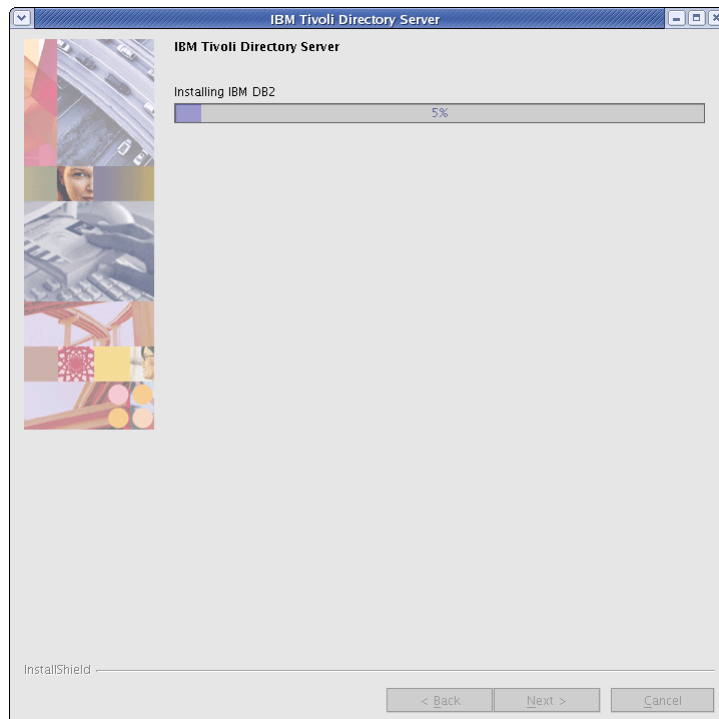 IBM Tivoli Directory Server
IBM Tivoli Directory Server
Installing IBM DB2
5%
InstallShield
< Back Next > Cancel